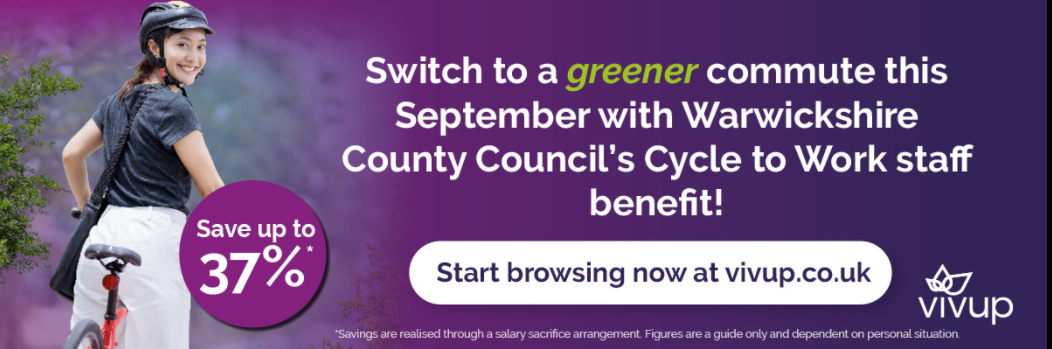 Switch to a greener commute this
September with Warwickshire
County Council's Cycle to Work staff
benefit!
Save up to
37%*
Start browsing now at vivup.co.uk
vivup
*Savings are realised through a salary sacrifice arrangement. Figures are a guide only and dependent on personal situation.